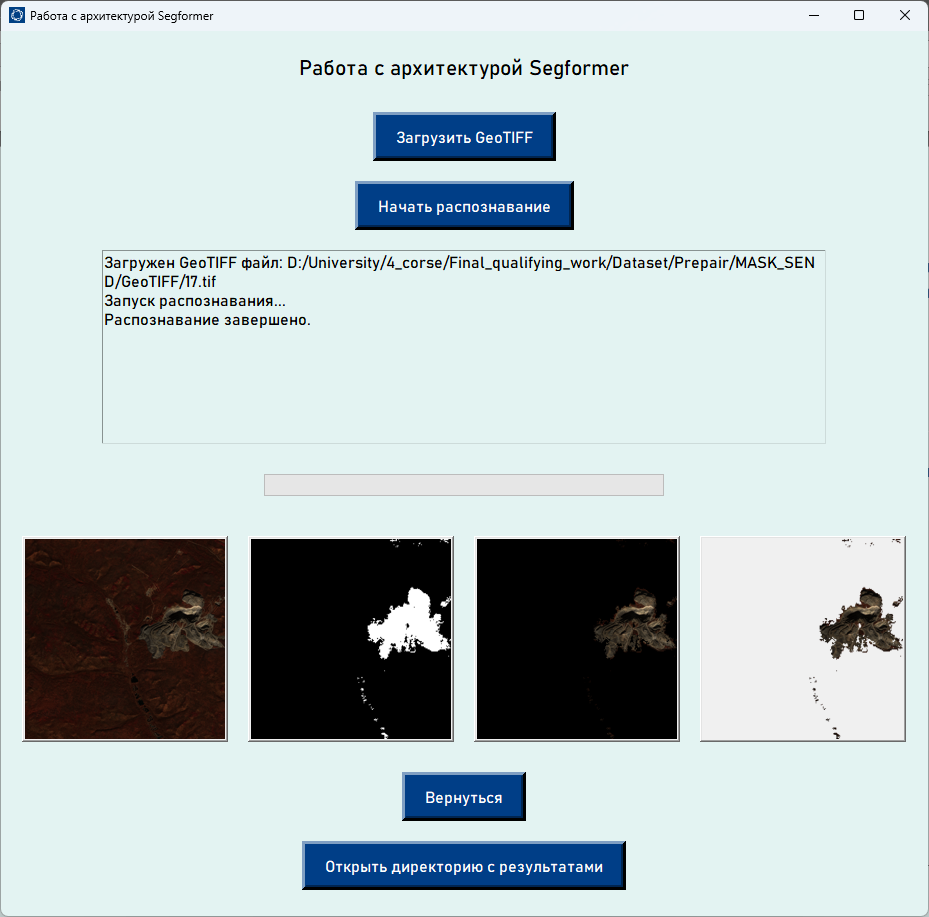 Работа с архитектурой Segformer
Работа с архитектурой Segformer
Загрузить GeoTIFF
Начать распознавание
Загружен GeoTIFF файл: D:/University/4_corse/Final_qualifying_work/Dataset/Prepair/MASK_SEN
D/GeoTIFF/17.tif
Запуск распознавания...
Распознавание завершено.
Вернуться
Открыть директорию с результатами